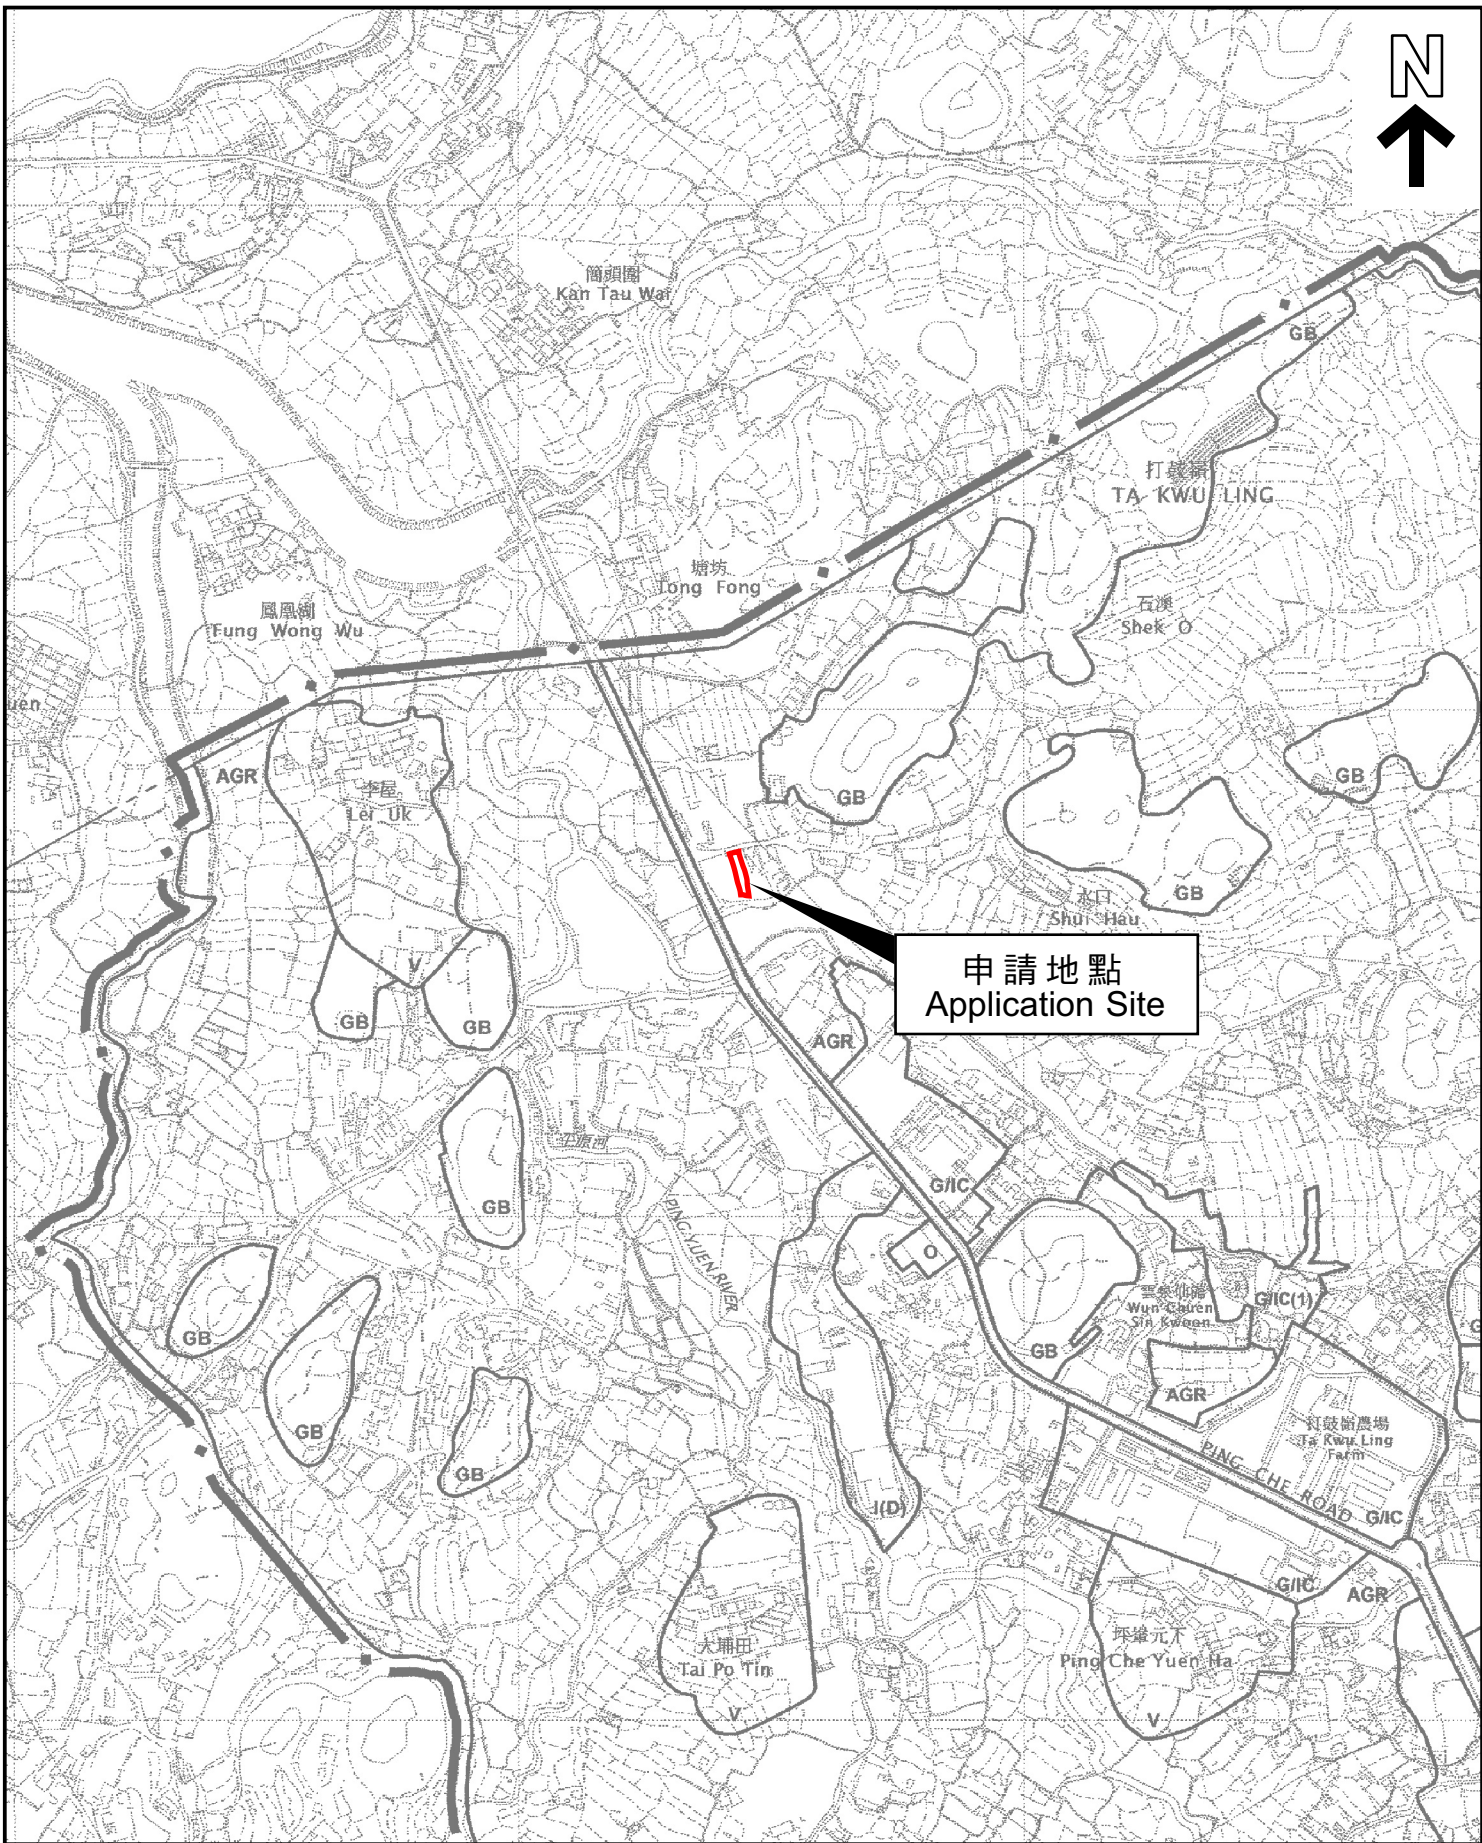 N
簡頭圍
Kan Tau Wai
GB
打鼓嶺
TA KWU LING
塘坊
Tong Fong
石澳
Shek O
鳳凰湖
Fung Wong Wu
uen
AGR
李屋
Lei Uk
GB
GB
GB
水口
Shui Hau
申請地點
Application Site
V
GB
GB
AGR
平原河
PING YUEN RIVER
GB
G/IC
O
雲泉仙館
Wun Chuen
Sin Kwoon
G/IC(1)
G
GB
GB
GB
AGR
打鼓嶺農場
Ta Kwu Ling
Farm
GB
PING CHE ROAD
G/IC
I(D)
G/IC
AGR
大埔田
Tai Po Tin
坪輋元下
Ping Che Yuen Ha
V
V